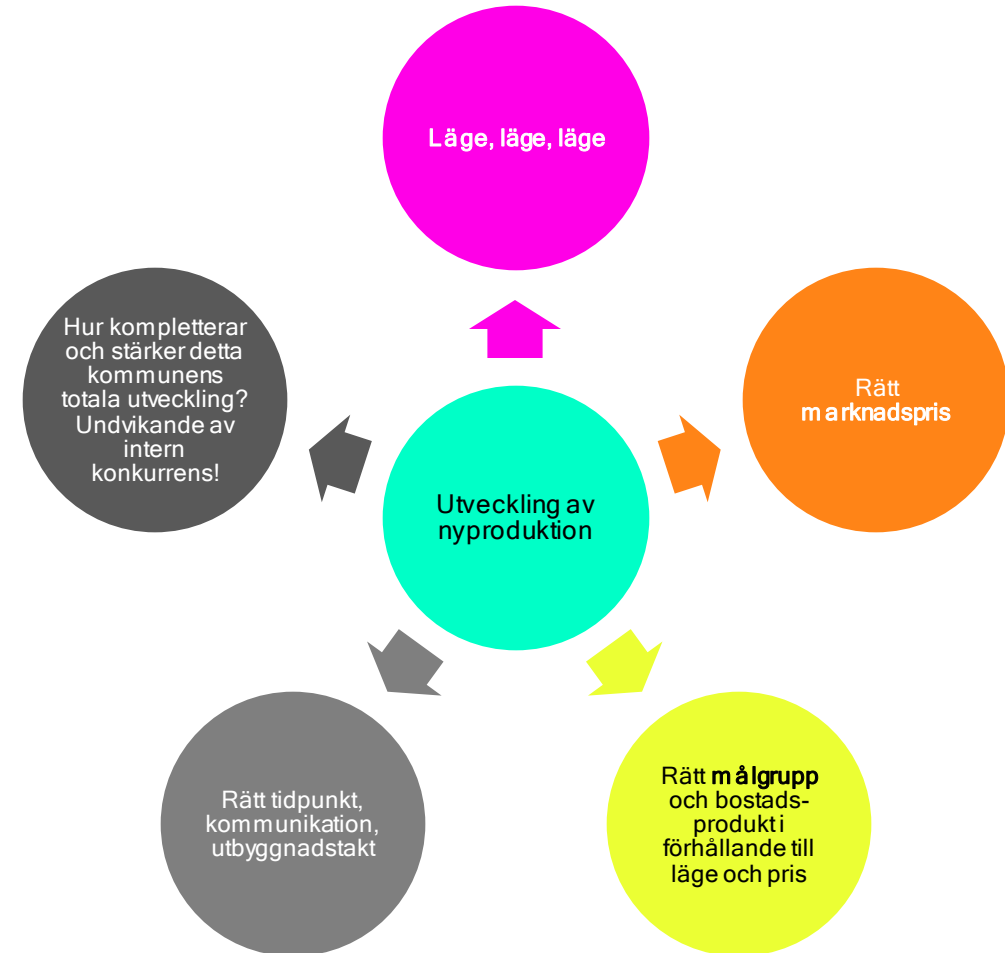 Läge, läge, läge
Hur kompletterar
och stärker detta
kommunens
totala utveckling?
Undvikande av
intern
konkurrens!
Rätt
marknadspris
Utveckling av
nyproduktion
Rätt tidpunkt,
kommunikation,
utbyggnadstakt
Rätt målgrupp
och bostads-
produkt i
förhållande till
läge och pris